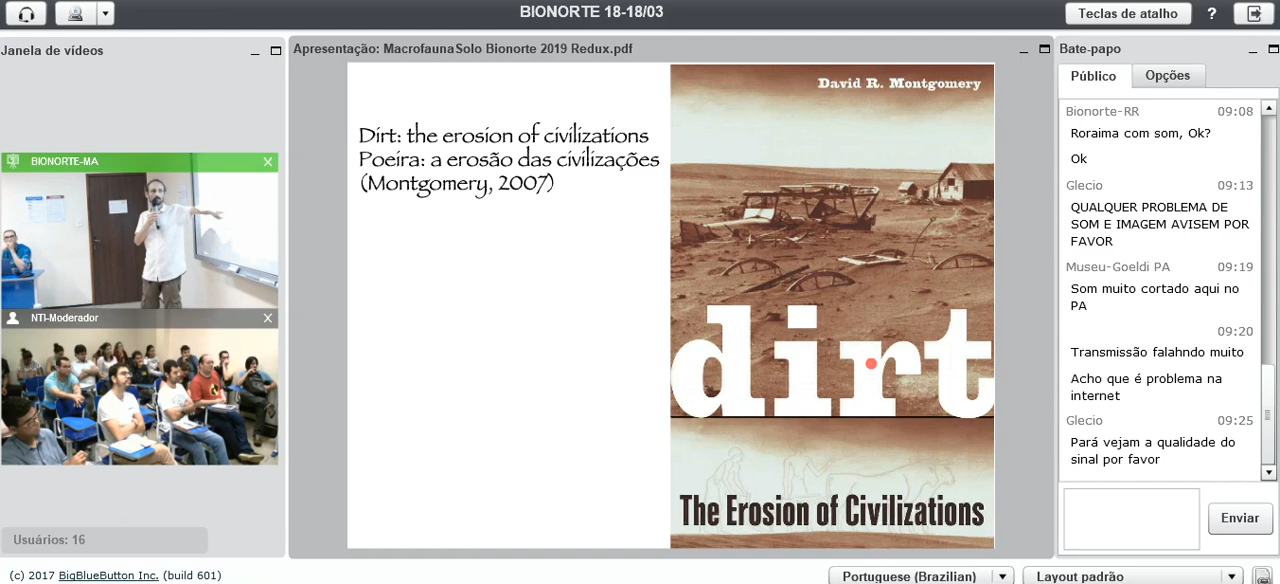 BIONORTE 18-18/03
Teclas de atalho
?
Janela de vídeos
BIONORTE-MA
NTI-Moderador
Usuários: 16
Apresentação: MacrofaunaSolo Bionorte 2019 Redux.pdf
Dirt: the erosion of civilizations
Poeira: a erosão das civilizações
(Montgomery, 2007)
David R. Montgomery
dirt
The Erosion of Civilizations
Bate-papo
Público
Opções
Bionorte-RR 09:08
Roraima com som, Ok?
Ok
Glecio 09:13
QUALQUER PROBLEMA DE
SOM E IMAGEM AVISEM POR
FAVOR
Museu-Goeldi PA 09:19
Som muito cortado aqui no
PA
09:20
Transmissão falahndo muito
Acho que é problema na
internet
Glecio 09:25
Pará vejam a qualidade do
sinal por favor
Enviar
(c) 2017 BigBlueButton Inc. (build 601)
Portuguese (Brazilian)
Layout padrão